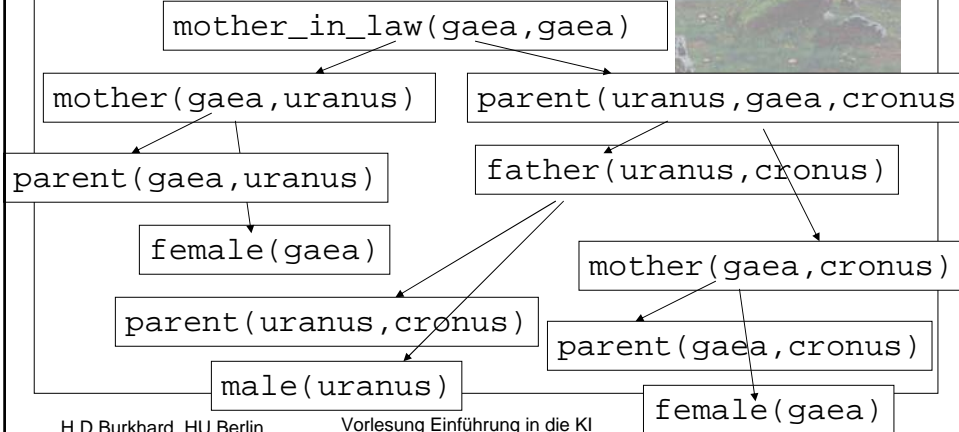 mother_in_law(gaea,gaea)
mother(gaea,uranus)
parent(uranus,gaea,cronus
parent(gaea,uranus)
father(uranus,cronus)
female(gaea)
mother(gaea,cronus)
parent(uranus,cronus)
parent(gaea,cronus)
male(uranus)
female(gaea)
H.D.Burkhard, HU Berlin
Vorlesung Einführung in die KI